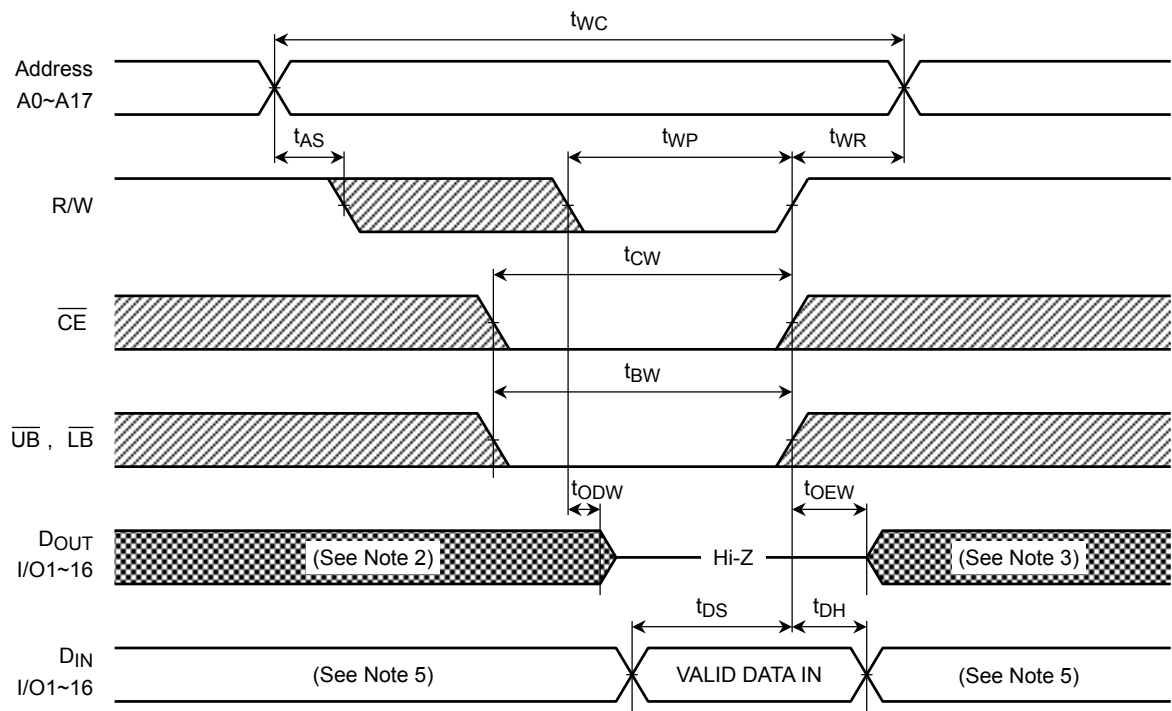 tWC
Address
A0~A17
tAS
tWP
tWR
R/W
tCW
CE
tBW
UB , LB
tODW
tOEW
DOUT
I/O1~16
(See Note 2)
Hi-Z
(See Note 3)
tDS
tDH
DIN
I/O1~16
(See Note 5)
VALID DATA IN
(See Note 5)